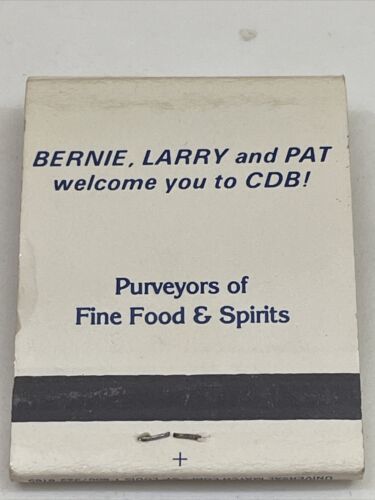 BERNIE, LARRY and PAT
welcome you to CDB!
Purveyors of
Fine Food & Spirits